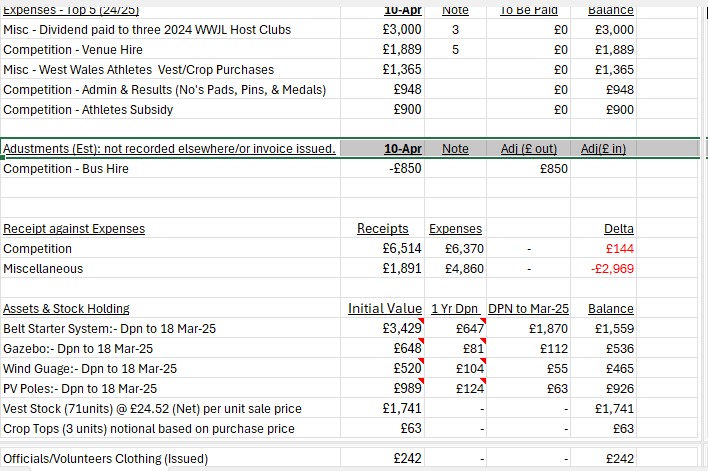 Expenses - Top 5 (24/25) 10-Apr Note To Be Paid Balance
Misc - Dividend paid to three 2024 WWJL Host Clubs £3,000 3 £0 £3,000
Competition - Venue Hire £1,889 5 £0 £1,889
Misc - West Wales Athletes Vest/Crop Purchases £1,365 £0 £1,365
Competition - Admin & Results (No's Pads, Pins, & Medals) £948 £0 £948
Competition - Athletes Subsidy £900 £0 £900
Adustments (Est): not recorded elsewhere/or invoice issued. 10-Apr Note Adj (£ out) Adj(£ in)
Competition - Bus Hire -£850 £850
Receipt against Expenses Receipts Expenses Delta
Competition £6,514 £6,370 - £144
Miscellaneous £1,891 £4,860 - -£2,969
Assets & Stock Holding Initial Value 1 Yr Dpn DPN to Mar-25 Balance
Belt Starter System:- Dpn to 18 Mar-25 £3,429 £647 £1,870 £1,559
Gazebo:- Dpn to 18 Mar-25 £648 £81 £112 £536
Wind Guage:- Dpn to 18 Mar-25 £520 £104 £55 £465
PV Poles:- Dpn to 18 Mar-25 £989 £124 £63 £926
Vest Stock (71units) @ £24.52 (Net) per unit sale price £1,741 - - £1,741
Crop Tops (3 units) notional based on purchase price £63 - - £63
Officials/Volunteers Clothing (Issued) £242 - - £242